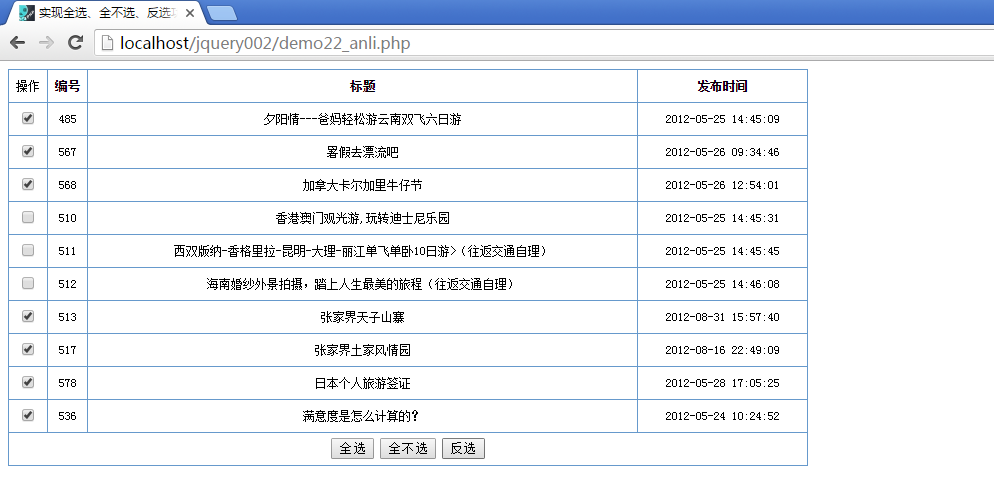 实现全选、全不选、反选
localhost/jquery002/demo22_anli.php
操作 编号 标题 发布时间
485 夕阳情---爸妈轻松游云南双飞六日游 2012-05-25 14:45:09
567 暑假去漂流吧 2012-05-26 09:34:46
568 加拿大卡尔加里牛仔节 2012-05-26 12:54:01
510 香港澳门观光游,玩转迪士尼乐园 2012-05-25 14:45:31
511 西双版纳-香格里拉-昆明-大理-丽江单飞单卧10日游>（往返交通自理） 2012-05-25 14:45:45
512 海南婚纱外景拍摄，踏上人生最美的旅程（往返交通自理） 2012-05-25 14:46:08
513 张家界天子山寨 2012-08-31 15:57:40
517 张家界土家风情园 2012-08-16 22:49:09
578 日本个人旅游签证 2012-05-28 17:05:25
536 满意度是怎么计算的? 2012-05-24 10:24:52
全选 全不选 反选